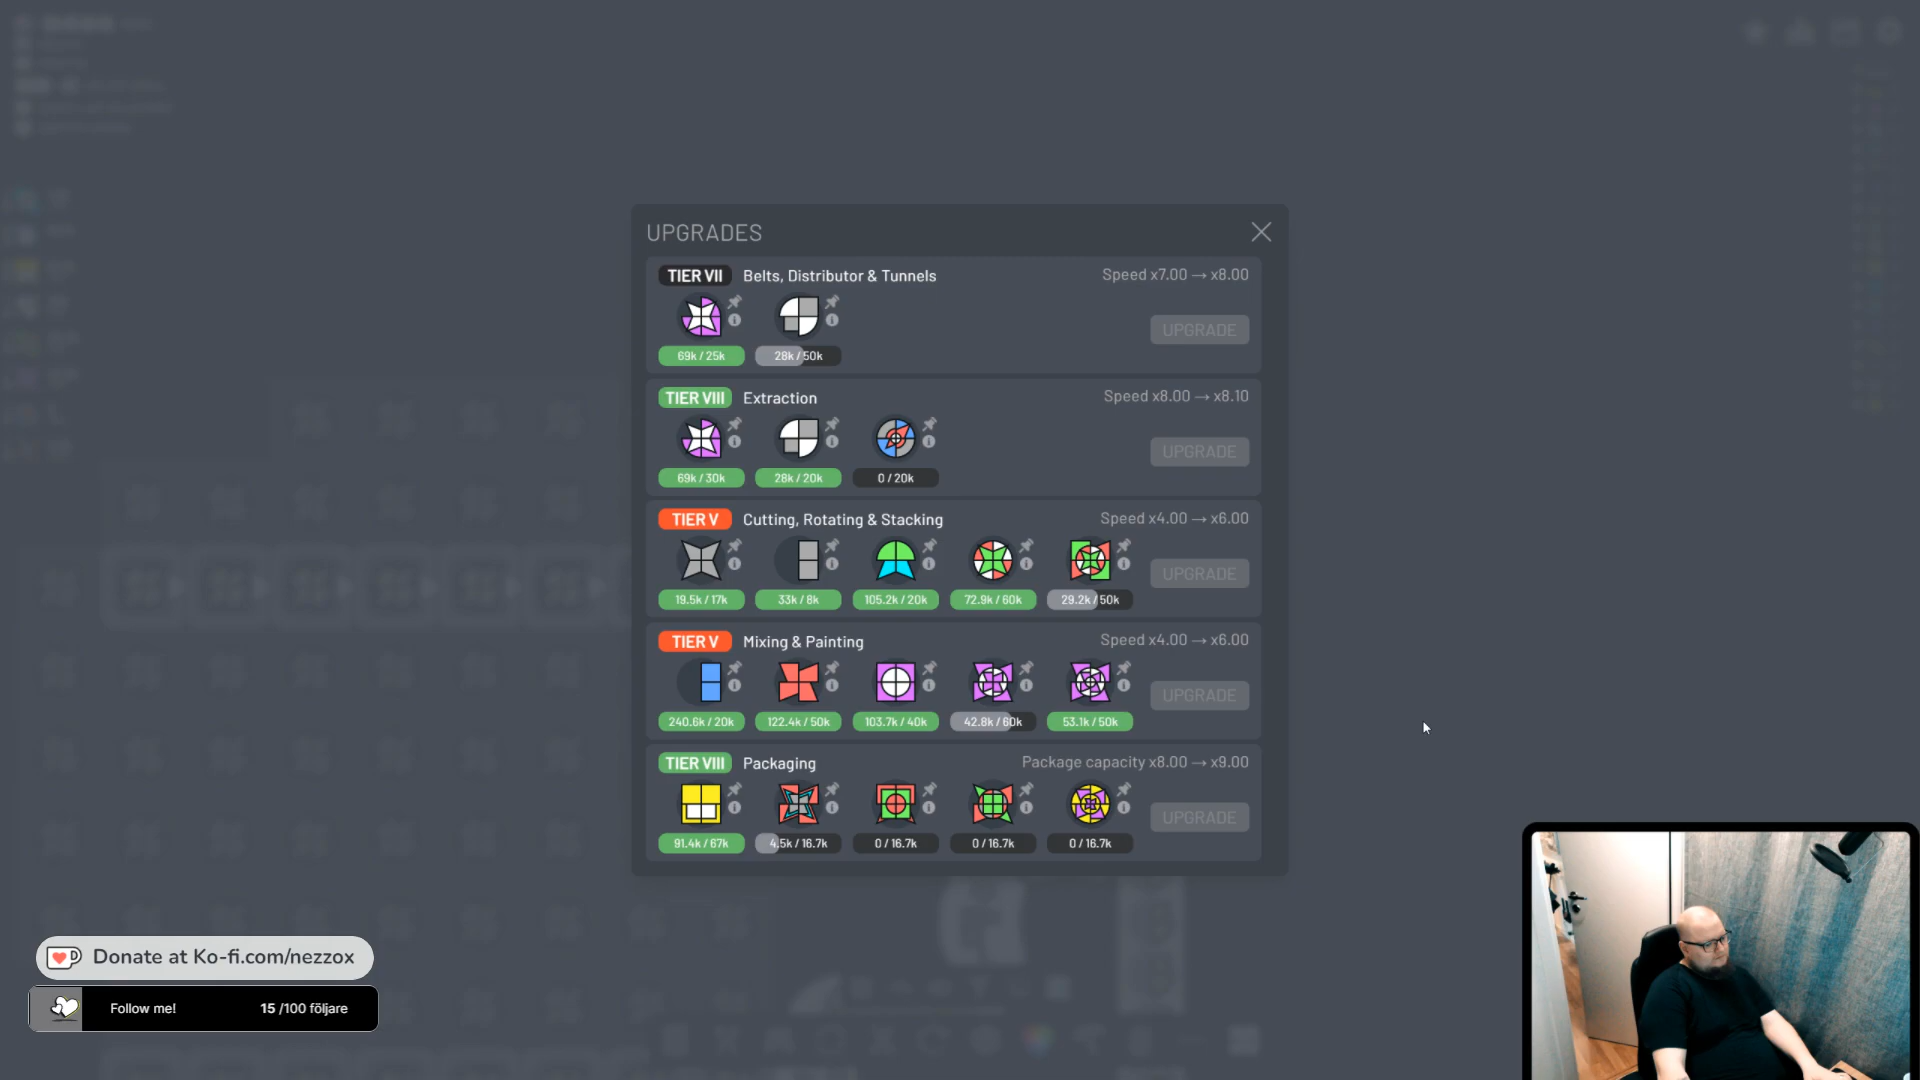 UPGRADES
TIER VII Belts, Distributor & Tunnels Speed x7.00 → x8.00
UPGRADE
69k / 25k 28k / 50k
TIER VIII Extraction Speed x8.00 → x8.10
UPGRADE
69k / 30k 28k / 20k 0 / 20k
TIER V Cutting, Rotating & Stacking Speed x4.00 → x6.00
UPGRADE
19.5k / 17k 33k / 8k 105.2k / 20k 72.9k / 60k 29.2k / 50k
TIER V Mixing & Painting Speed x4.00 → x6.00
UPGRADE
240.6k / 20k 122.4k / 50k 103.7k / 40k 42.8k / 60k 53.1k / 50k
TIER VIII Packaging Package capacity x8.00 → x9.00
UPGRADE
91.4k / 67k 4.5k / 16.7k 0 / 16.7k 0 / 16.7k 0 / 16.7k
Donate at Ko-fi.com/nezzox
Follow me! 15 /100 följare